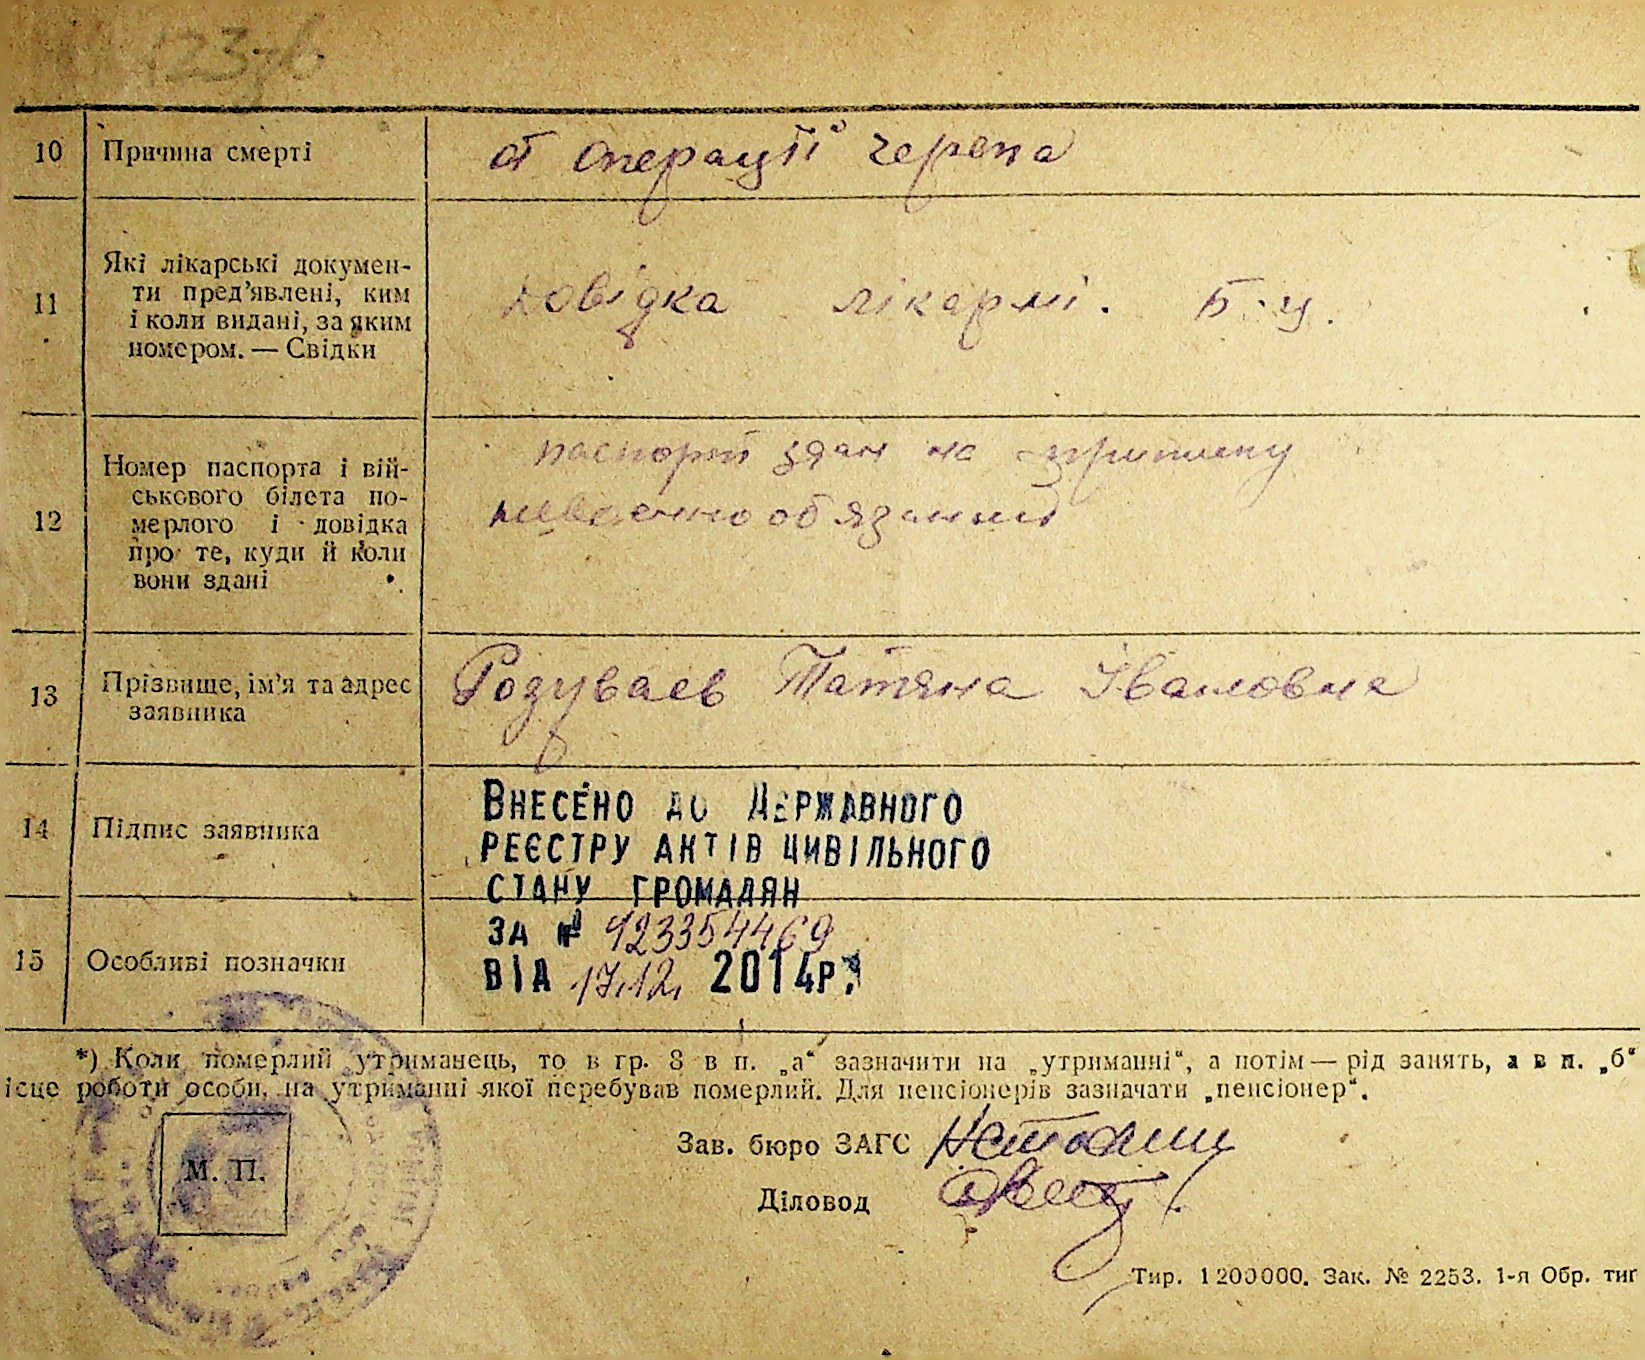 10 Причина смерті
от операції черепа
11 Які лікарські докумен-
ти пред'явлені, ким
і коли видані, за яким
номером. — Свідки
довідка лікарні. Б.у.
12 Номер паспорта і вій-
ськового білета по-
мерлого і довідка
про те, куди й коли
вони здані
паспорт здан на
13 Прізвище, ім'я та адрес
заявника
Родуваев Татяна Івановна
14 Підпис заявника
ВНЕСЕНО ДО ДЕРЖАВНОГО
РЕЄСТРУ АКТІВ ЦИВІЛЬНОГО
СТАНУ ГРОМАДЯН
15 Особливі позначки
ЗА № 123354469
ВІД 17.12. 2014Р.
*) Коли померлий утриманець, то в гр. 8 в п. „а“ зазначити на „утриманні“, а потім — рід занять, а в п. „б“
ісце роботи особи, на утриманні якої перебував померлий. Для пенсіонерів зазначати „пенсіонер“.
Зав. бюро ЗАГС
М. П.
Діловод
Тир. 1200000. Зак. № 2253. 1-я Обр. тип